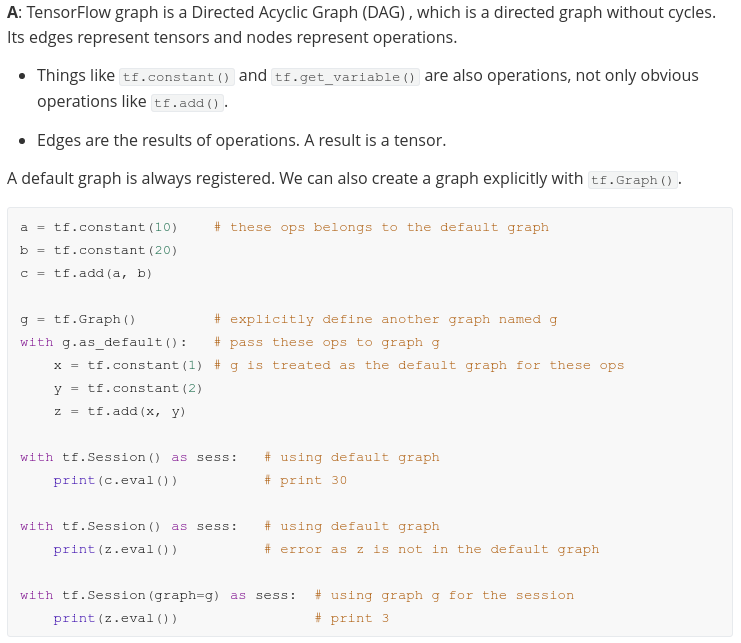 A: TensorFlow graph is a Directed Acyclic Graph (DAG) , which is a directed graph without cycles.
Its edges represent tensors and nodes represent operations.
• Things like tf.constant() and tf.get_variable() are also operations, not only obvious
operations like tf.add().
• Edges are the results of operations. A result is a tensor.
A default graph is always registered. We can also create a graph explicitly with tf.Graph().
a = tf.constant(10)    # these ops belongs to the default graph
b = tf.constant(20)
c = tf.add(a, b)
g = tf.Graph()         # explicitly define another graph named g
with g.as_default():   # pass these ops to graph g
    x = tf.constant(1) # g is treated as the default graph for these ops
    y = tf.constant(2)
    z = tf.add(x, y)
with tf.Session() as sess:   # using default graph
    print(c.eval())          # print 30
with tf.Session() as sess:   # using default graph
    print(z.eval())          # error as z is not in the default graph
with tf.Session(graph=g) as sess:  # using graph g for the session
    print(z.eval())                # print 3